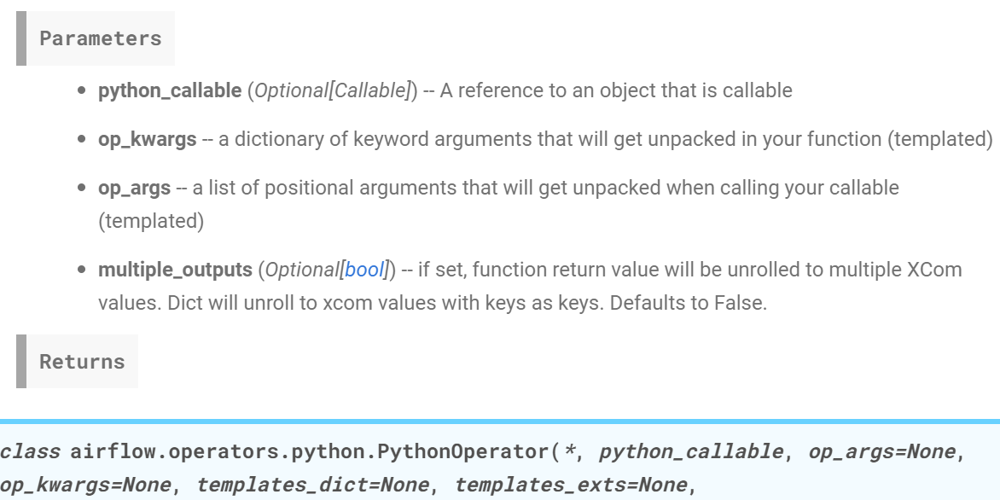 Parameters
python_callable (Optional[Callable]) -- A reference to an object that is callable
op_kwargs -- a dictionary of keyword arguments that will get unpacked in your function (templated)
op_args -- a list of positional arguments that will get unpacked when calling your callable
(templated)
multiple_outputs (Optional[bool]) -- if set, function return value will be unrolled to multiple XCom
values. Dict will unroll to xcom values with keys as keys. Defaults to False.
Returns
class airflow.operators.python.PythonOperator(*, python_callable, op_args=None,
op_kwargs=None, templates_dict=None, templates_exts=None,